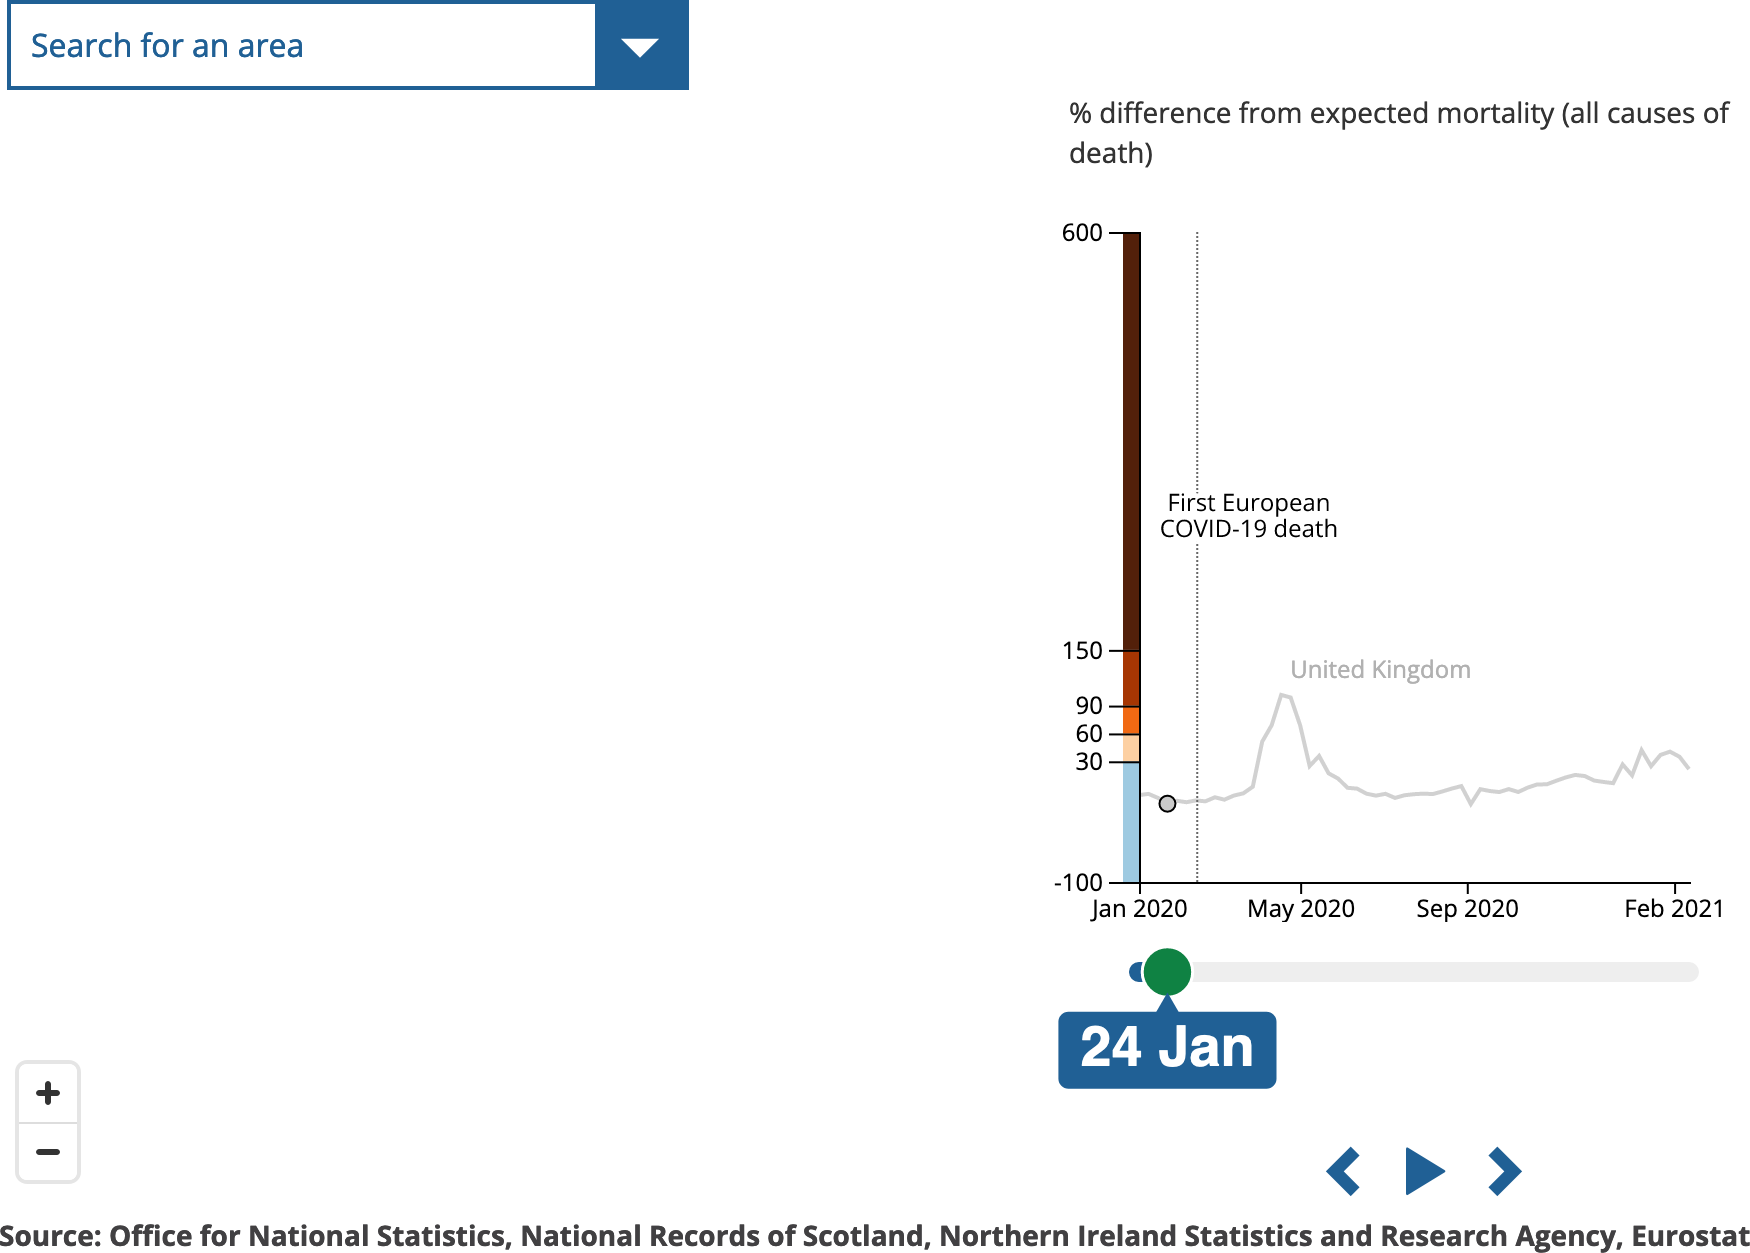 Search for an area
% difference from expected mortality (all causes of
death)
600
First European
COVID-19 death
150
United Kingdom
90
60
30
-100
Jan 2020 May 2020 Sep 2020 Feb 2021
24 Jan
Source: Office for National Statistics, National Records of Scotland, Northern Ireland Statistics and Research Agency, Eurostat